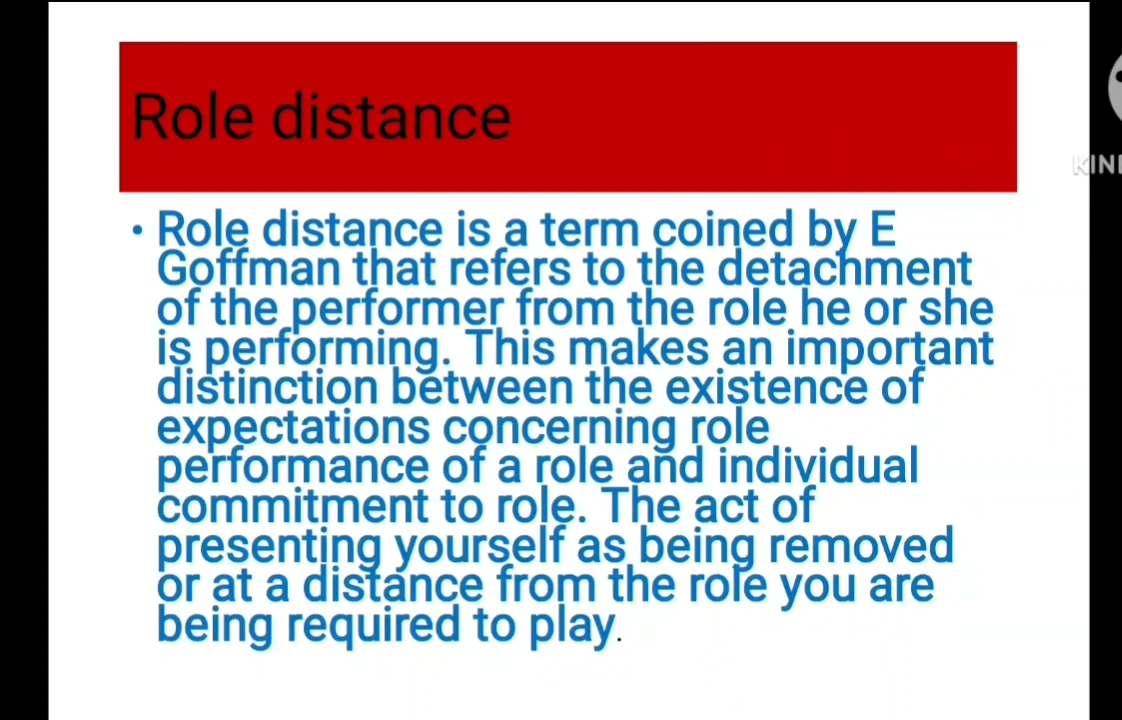 Role distance
• Role distance is a term coined by E
Goffman that refers to the detachment
of the performer from the role he or she
is performing. This makes an important
distinction between the existence of
expectations concerning role
performance of a role and individual
commitment to role. The act of
presenting yourself as being removed
or at a distance from the role you are
being required to play.
KINE